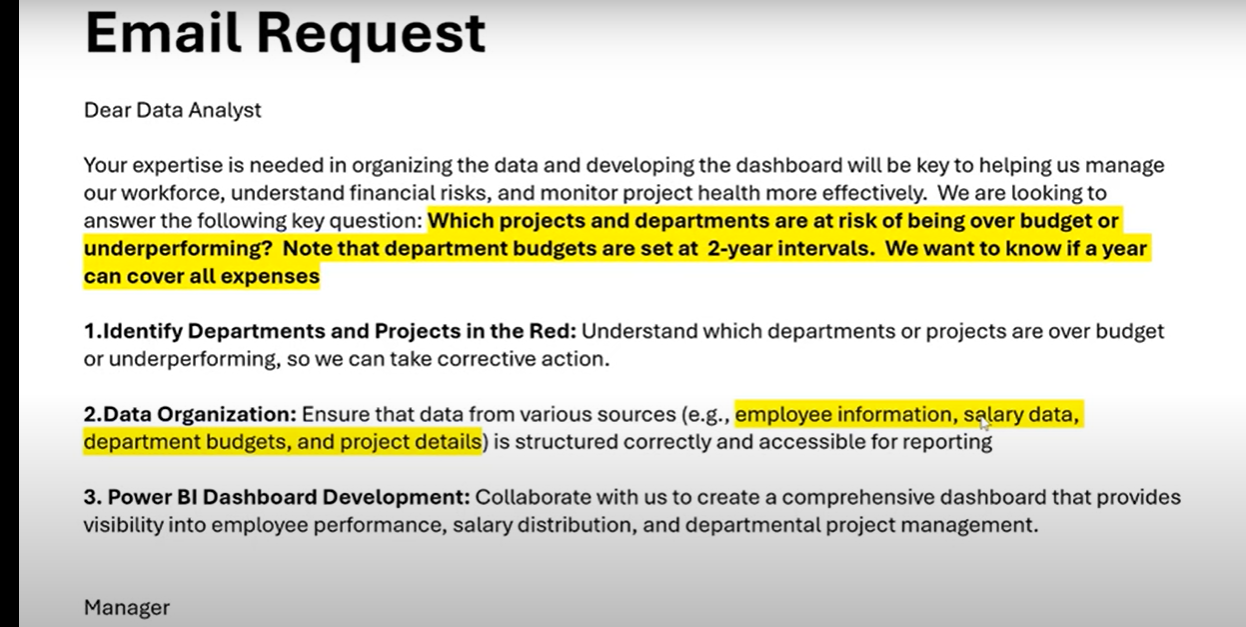 Email Request
Dear Data Analyst
Your expertise is needed in organizing the data and developing the dashboard will be key to helping us manage
our workforce, understand financial risks, and monitor project health more effectively.  We are looking to
answer the following key question: Which projects and departments are at risk of being over budget or
underperforming?  Note that department budgets are set at  2-year intervals.  We want to know if a year
can cover all expenses
1.Identify Departments and Projects in the Red: Understand which departments or projects are over budget
or underperforming, so we can take corrective action.
2.Data Organization: Ensure that data from various sources (e.g., employee information, salary data,
department budgets, and project details) is structured correctly and accessible for reporting
3. Power BI Dashboard Development: Collaborate with us to create a comprehensive dashboard that provides
visibility into employee performance, salary distribution, and departmental project management.
Manager